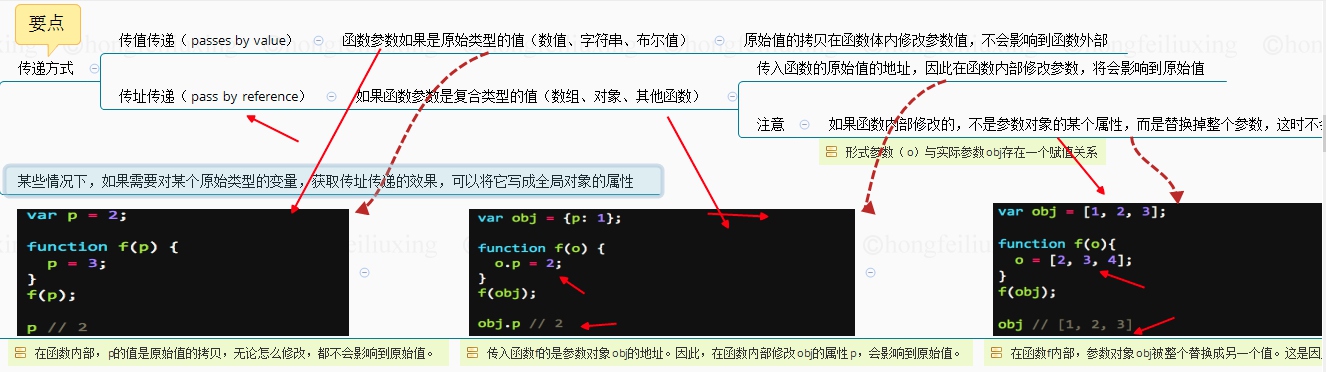 要点
传值传递（ passes by value）
函数参数如果是原始类型的值（数值、字符串、布尔值）
原始值的拷贝在函数体内修改参数值，不会影响到函数外部
传递方式
传入函数的原始值的地址，因此在函数内部修改参数，将会影响到原始值
传址传递（ pass by reference）
如果函数参数是复合类型的值（数组、对象、其他函数）
注意
如果函数内部修改的，不是参数对象的某个属性，而是替换掉整个参数，这时不
形式参数（o）与实际参数obj存在一个赋值关系
某些情况下，如果需要对某个原始类型的变量，获取传址传递的效果，可以将它写成全局对象的属性
var p = 2;
function f(p) {
p = 3;
}
f(p);
p // 2
var obj = {p: 1};
function f(o) {
o.p = 2;
}
f(obj);
obj.p // 2
var obj = [1, 2, 3];
function f(o){
o = [2, 3, 4];
}
f(obj);
obj // [1, 2, 3]
在函数内部，p的值是原始值的拷贝，无论怎么修改，都不会影响到原始值。
传入函数f的是参数对象obj的地址。因此，在函数内部修改obj的属性p，会影响到原始值。
在函数f内部，参数对象obj被整个替换成另一个值。这是因
©hongfeiliuxing